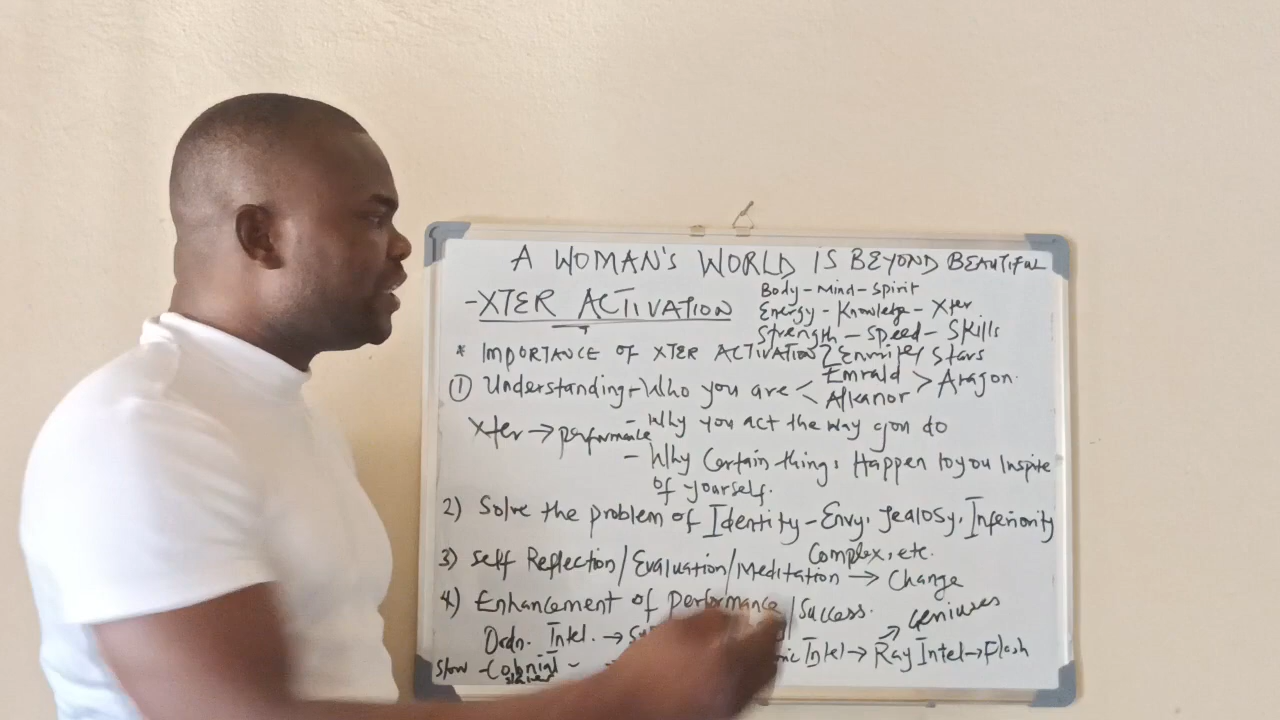 A WOMAN'S WORLD IS BEYOND BEAUTIFUL
-XTER ACTIVATION
Body - Mind - Spirit
Energy - Knowledge - Xter
Strength - Speed - Skills
* IMPORTANCE OF XTER ACTIVATION Stars
① Understanding - Who you are < Emrald > Aragon.
< Alkanor
Xter → performance
- Why you act the way you do
- Why Certain things Happen to you Inspite
of yourself.
2) Solve the problem of Identity - Envy, Jealosy, Inferiority
Complex, etc.
3) Self Reflection/Evaluation/Meditation → Change
4) Enhancement of performance/Success.
Ordn. Intel. →
Intel → Ray Intel → Flash
→ Geniuses
Slow - Colonial